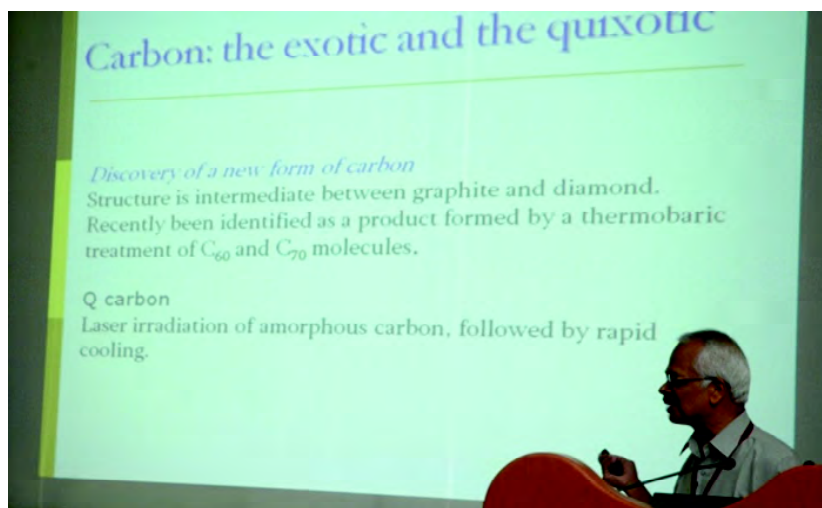 Carbon: the exotic and the quixotic
Discovery of a new form of carbon
Structure is intermediate between graphite and diamond.
Recently been identified as a product formed by a thermobaric
treatment of C₆₀ and C₇₀ molecules.
Q carbon
Laser irradiation of amorphous carbon, followed by rapid
cooling.